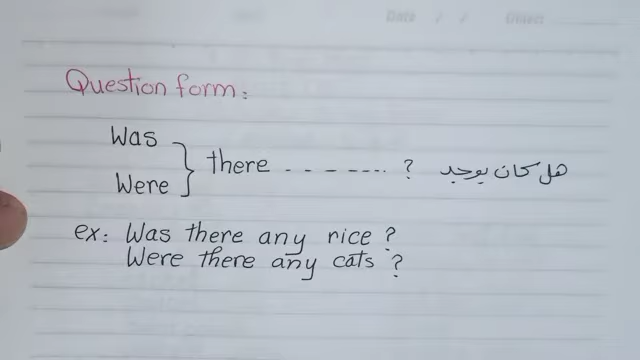 Date / / Object
Question form:
Was
Were } there - - - - - - - ? هل كان يوجد
ex: Was there any rice ?
Were there any cats ?